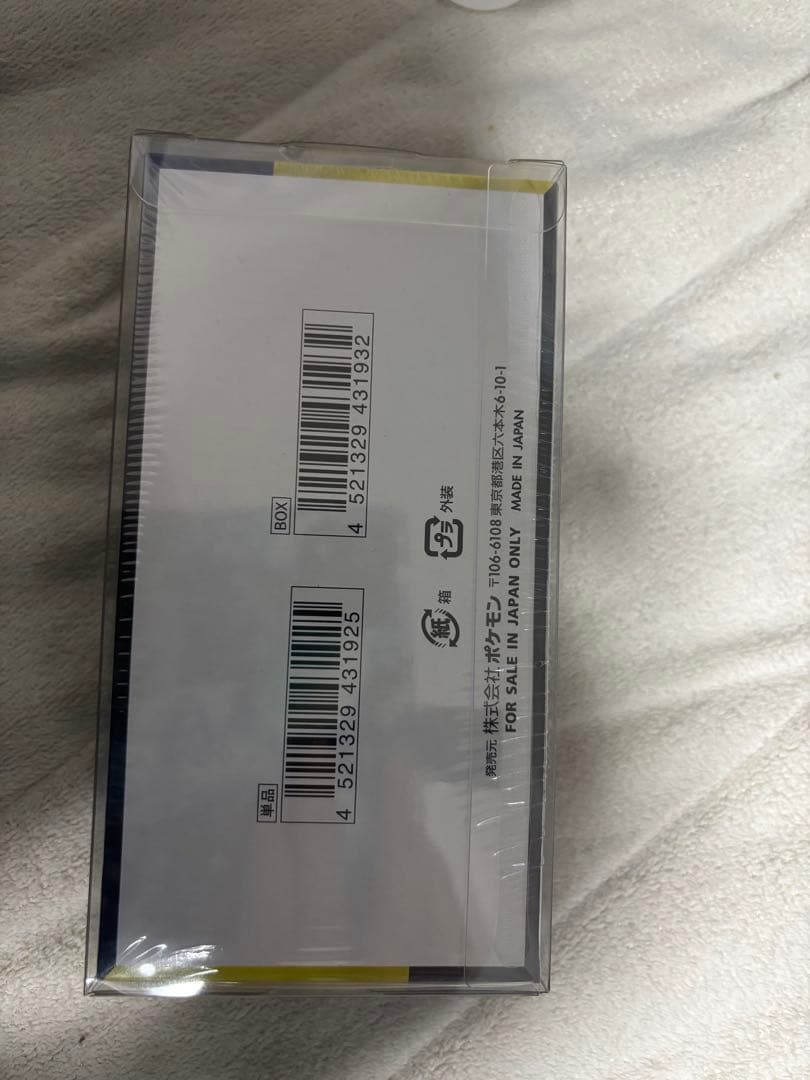 単品
4 521329 431925
BOX
4 521329 431932
紙 箱
プラ 外装
発売元 株式会社 ポケモン 〒106-6108 東京都港区六本木6-10-1
FOR SALE IN JAPAN ONLY MADE IN JAPAN